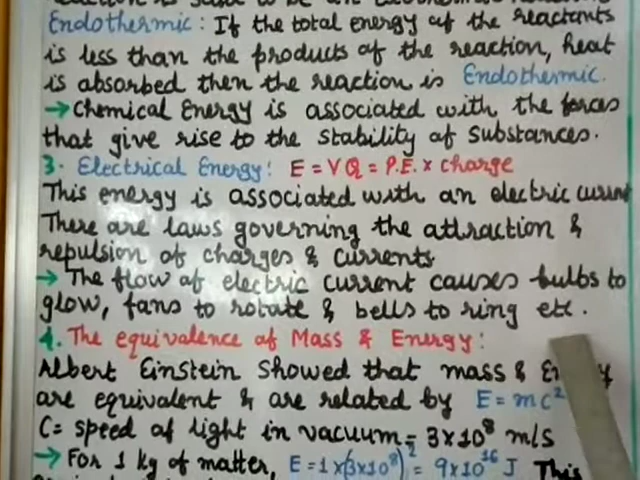 Endothermic: If the total energy of the reactants
is less than the products of the reaction, heat
is absorbed then the reaction is Endothermic.
→ Chemical Energy is associated with the forces
that give rise to the stability of substances.
3. Electrical Energy: E = VQ = P.E. × charge
This energy is associated with an electric current
There are laws governing the attraction &
repulsion of charges & currents
→ The flow of electric current causes bulbs to
glow, fans to rotate & bells to ring etc.
4. The equivalence of Mass & Energy:
Albert Einstein showed that mass &
are equivalent & are related by E = mc²
C = speed of light in vacuum = 3×10⁸ m/s
→ For 1 kg of matter, E = 1×(3×10⁸)² = 9×10¹⁶ J This